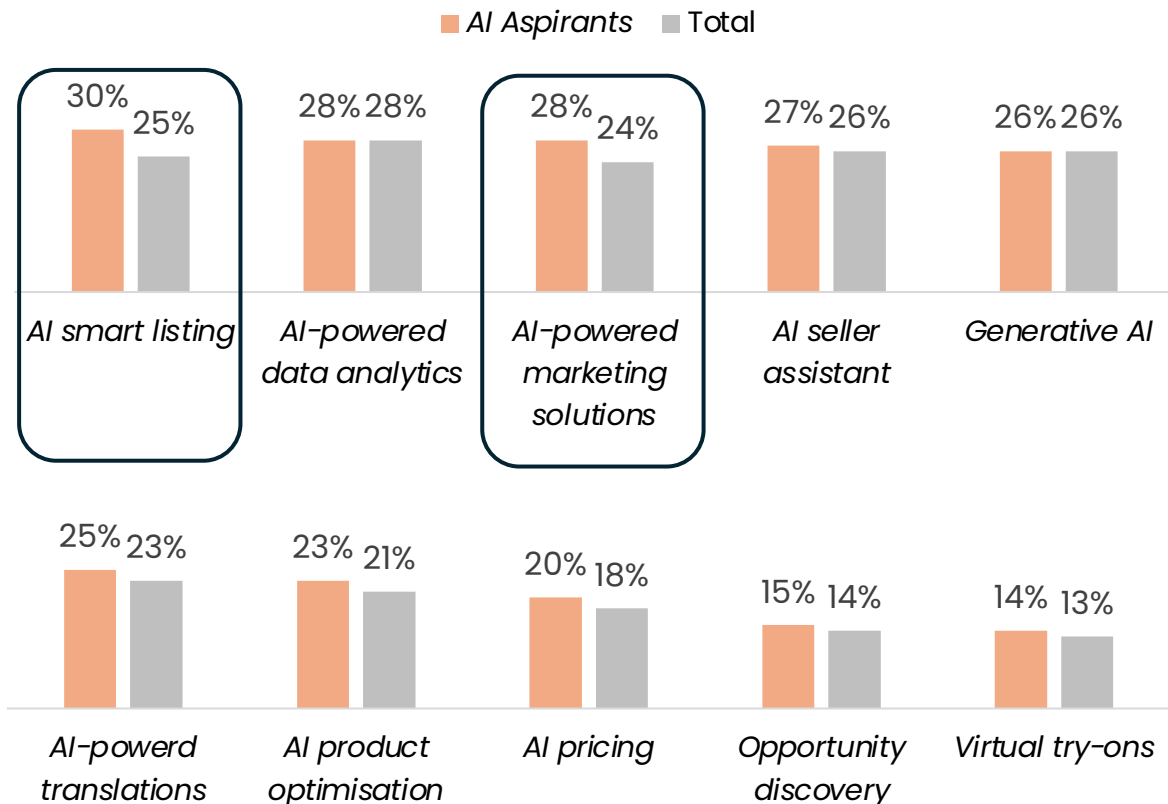 AI Aspirants Total
30% 25% 28% 28% 28% 24% 27% 26% 26% 26%
AI smart listing
AI-powered
data analytics
AI-powered
marketing
solutions
AI seller
assistant
Generative AI
25% 23% 23% 21% 20% 18% 15% 14% 14% 13%
AI-powerd
translations
AI product
optimisation
AI pricing
Opportunity
discovery
Virtual try-ons